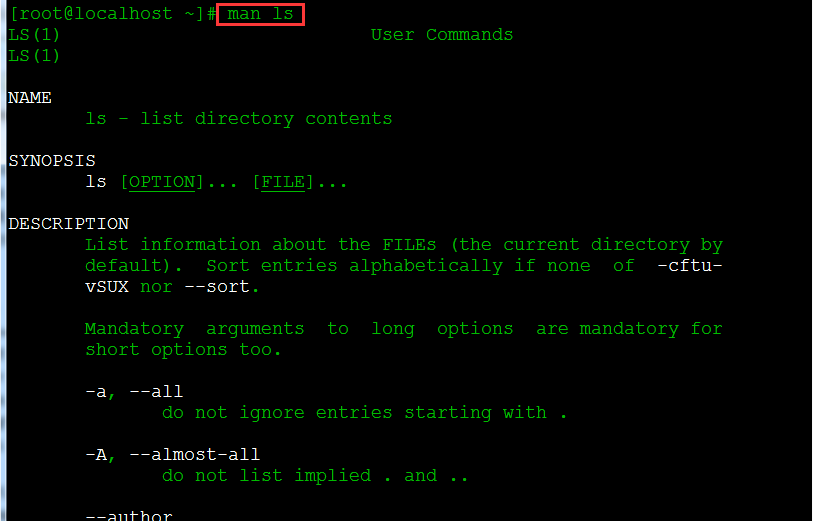 [root@localhost ~]# man ls
LS(1) User Commands
LS(1)
NAME
ls - list directory contents
SYNOPSIS
ls [OPTION]... [FILE]...
DESCRIPTION
List information about the FILEs (the current directory by
default). Sort entries alphabetically if none of -cftu-
vSUX nor --sort.
Mandatory arguments to long options are mandatory for
short options too.
-a, --all
do not ignore entries starting with .
-A, --almost-all
do not list implied . and ..
--author